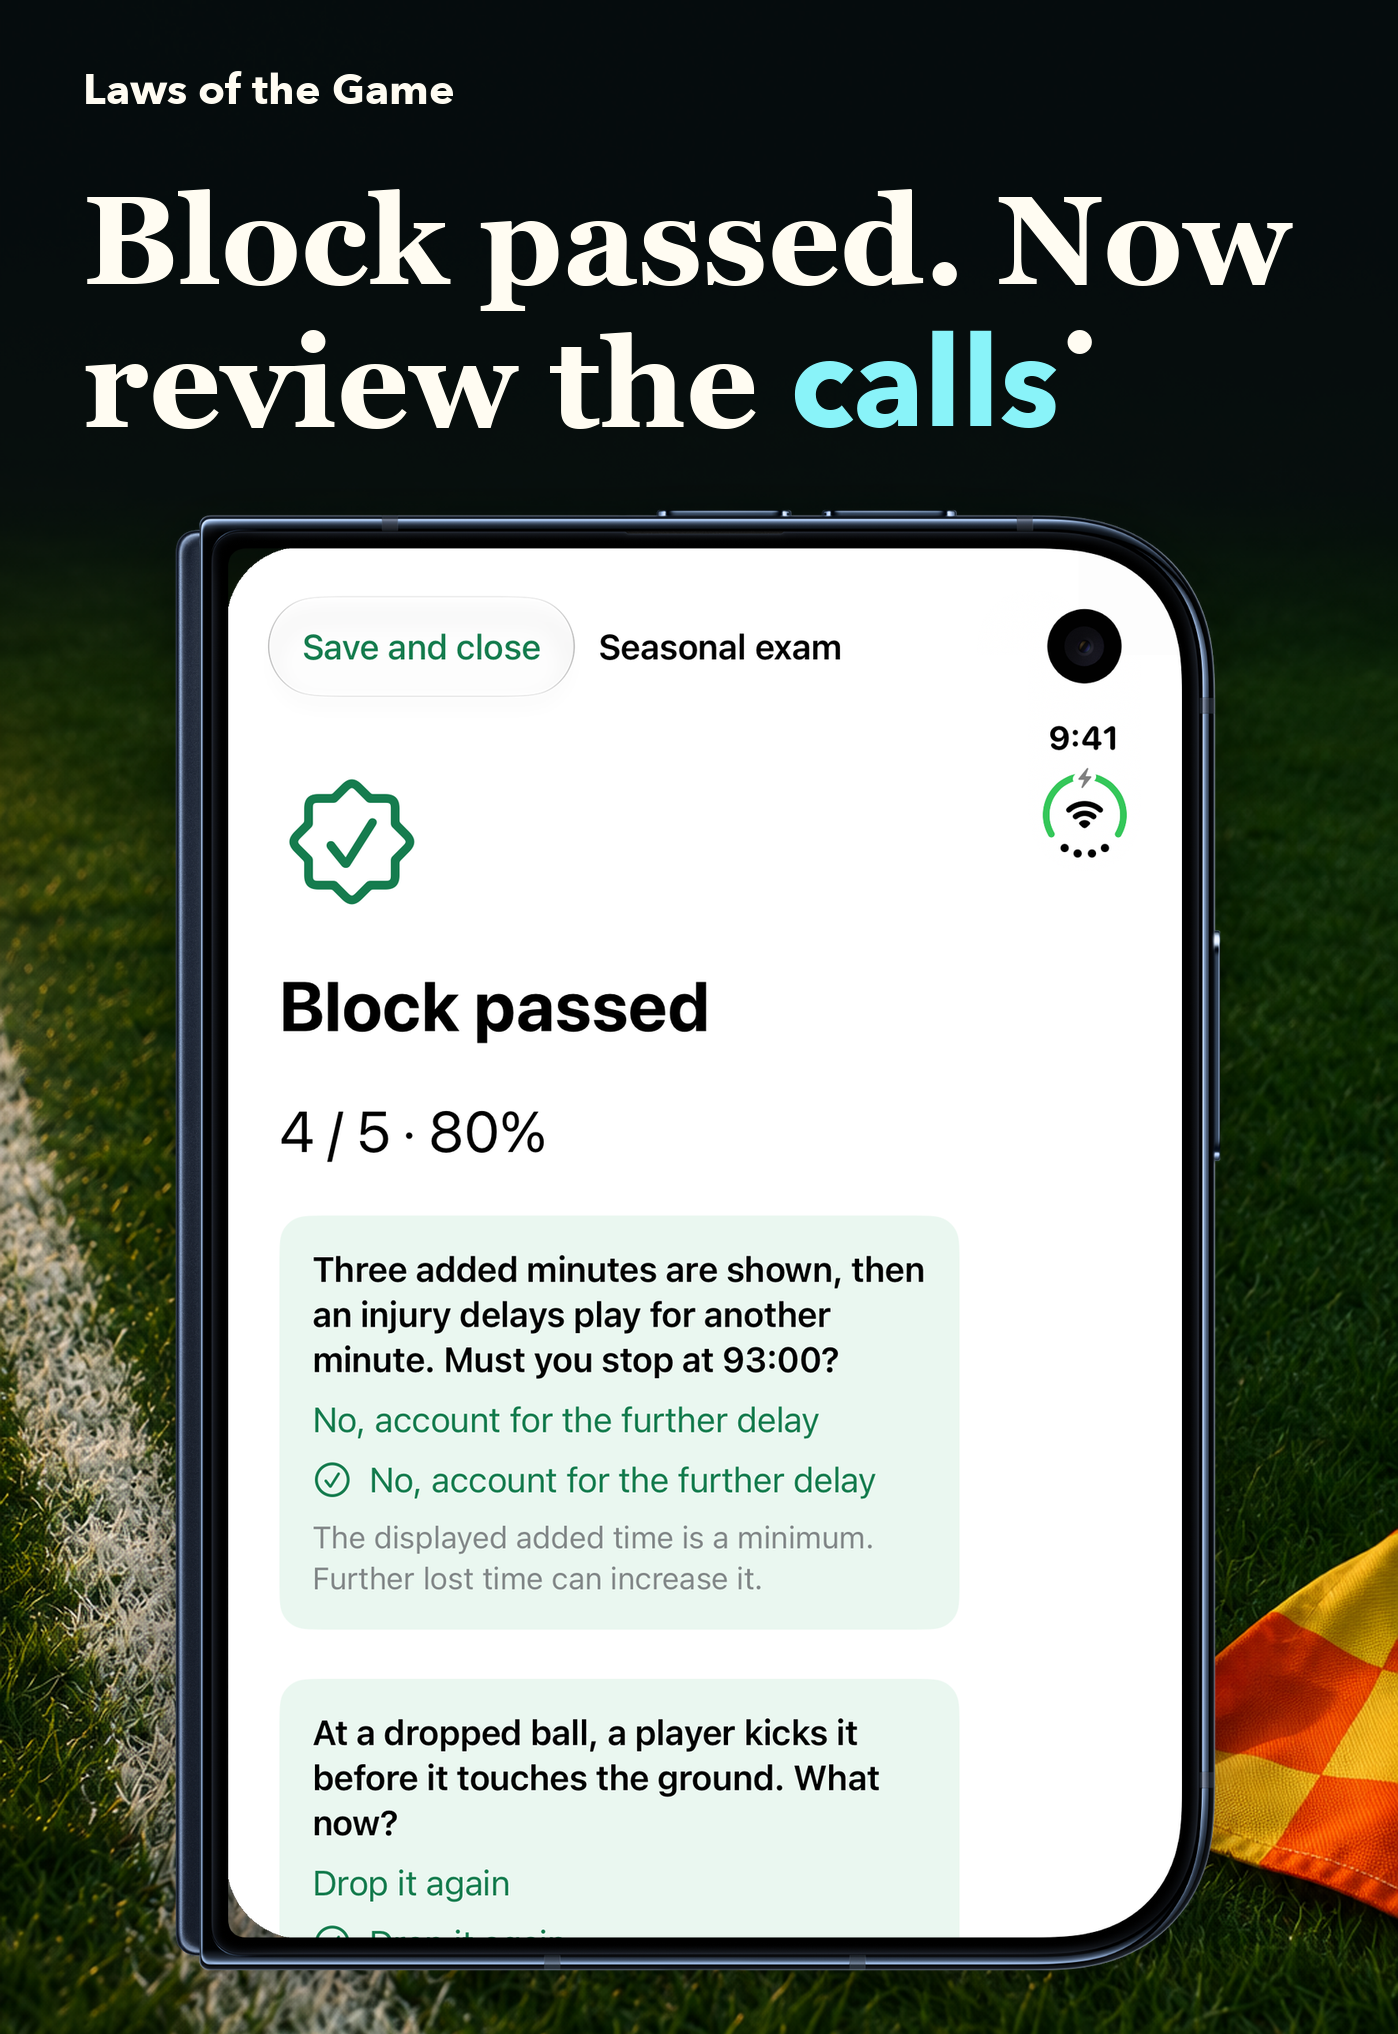 Laws of the Game
Block passed. Now
review the calls.
Save and close
Seasonal exam
9:41
Block passed
4 / 5 · 80%
Three added minutes are shown, then
an injury delays play for another
minute. Must you stop at 93:00?
No, account for the further delay
No, account for the further delay
The displayed added time is a minimum.
Further lost time can increase it.
At a dropped ball, a player kicks it
before it touches the ground. What
now?
Drop it again
Drop it again